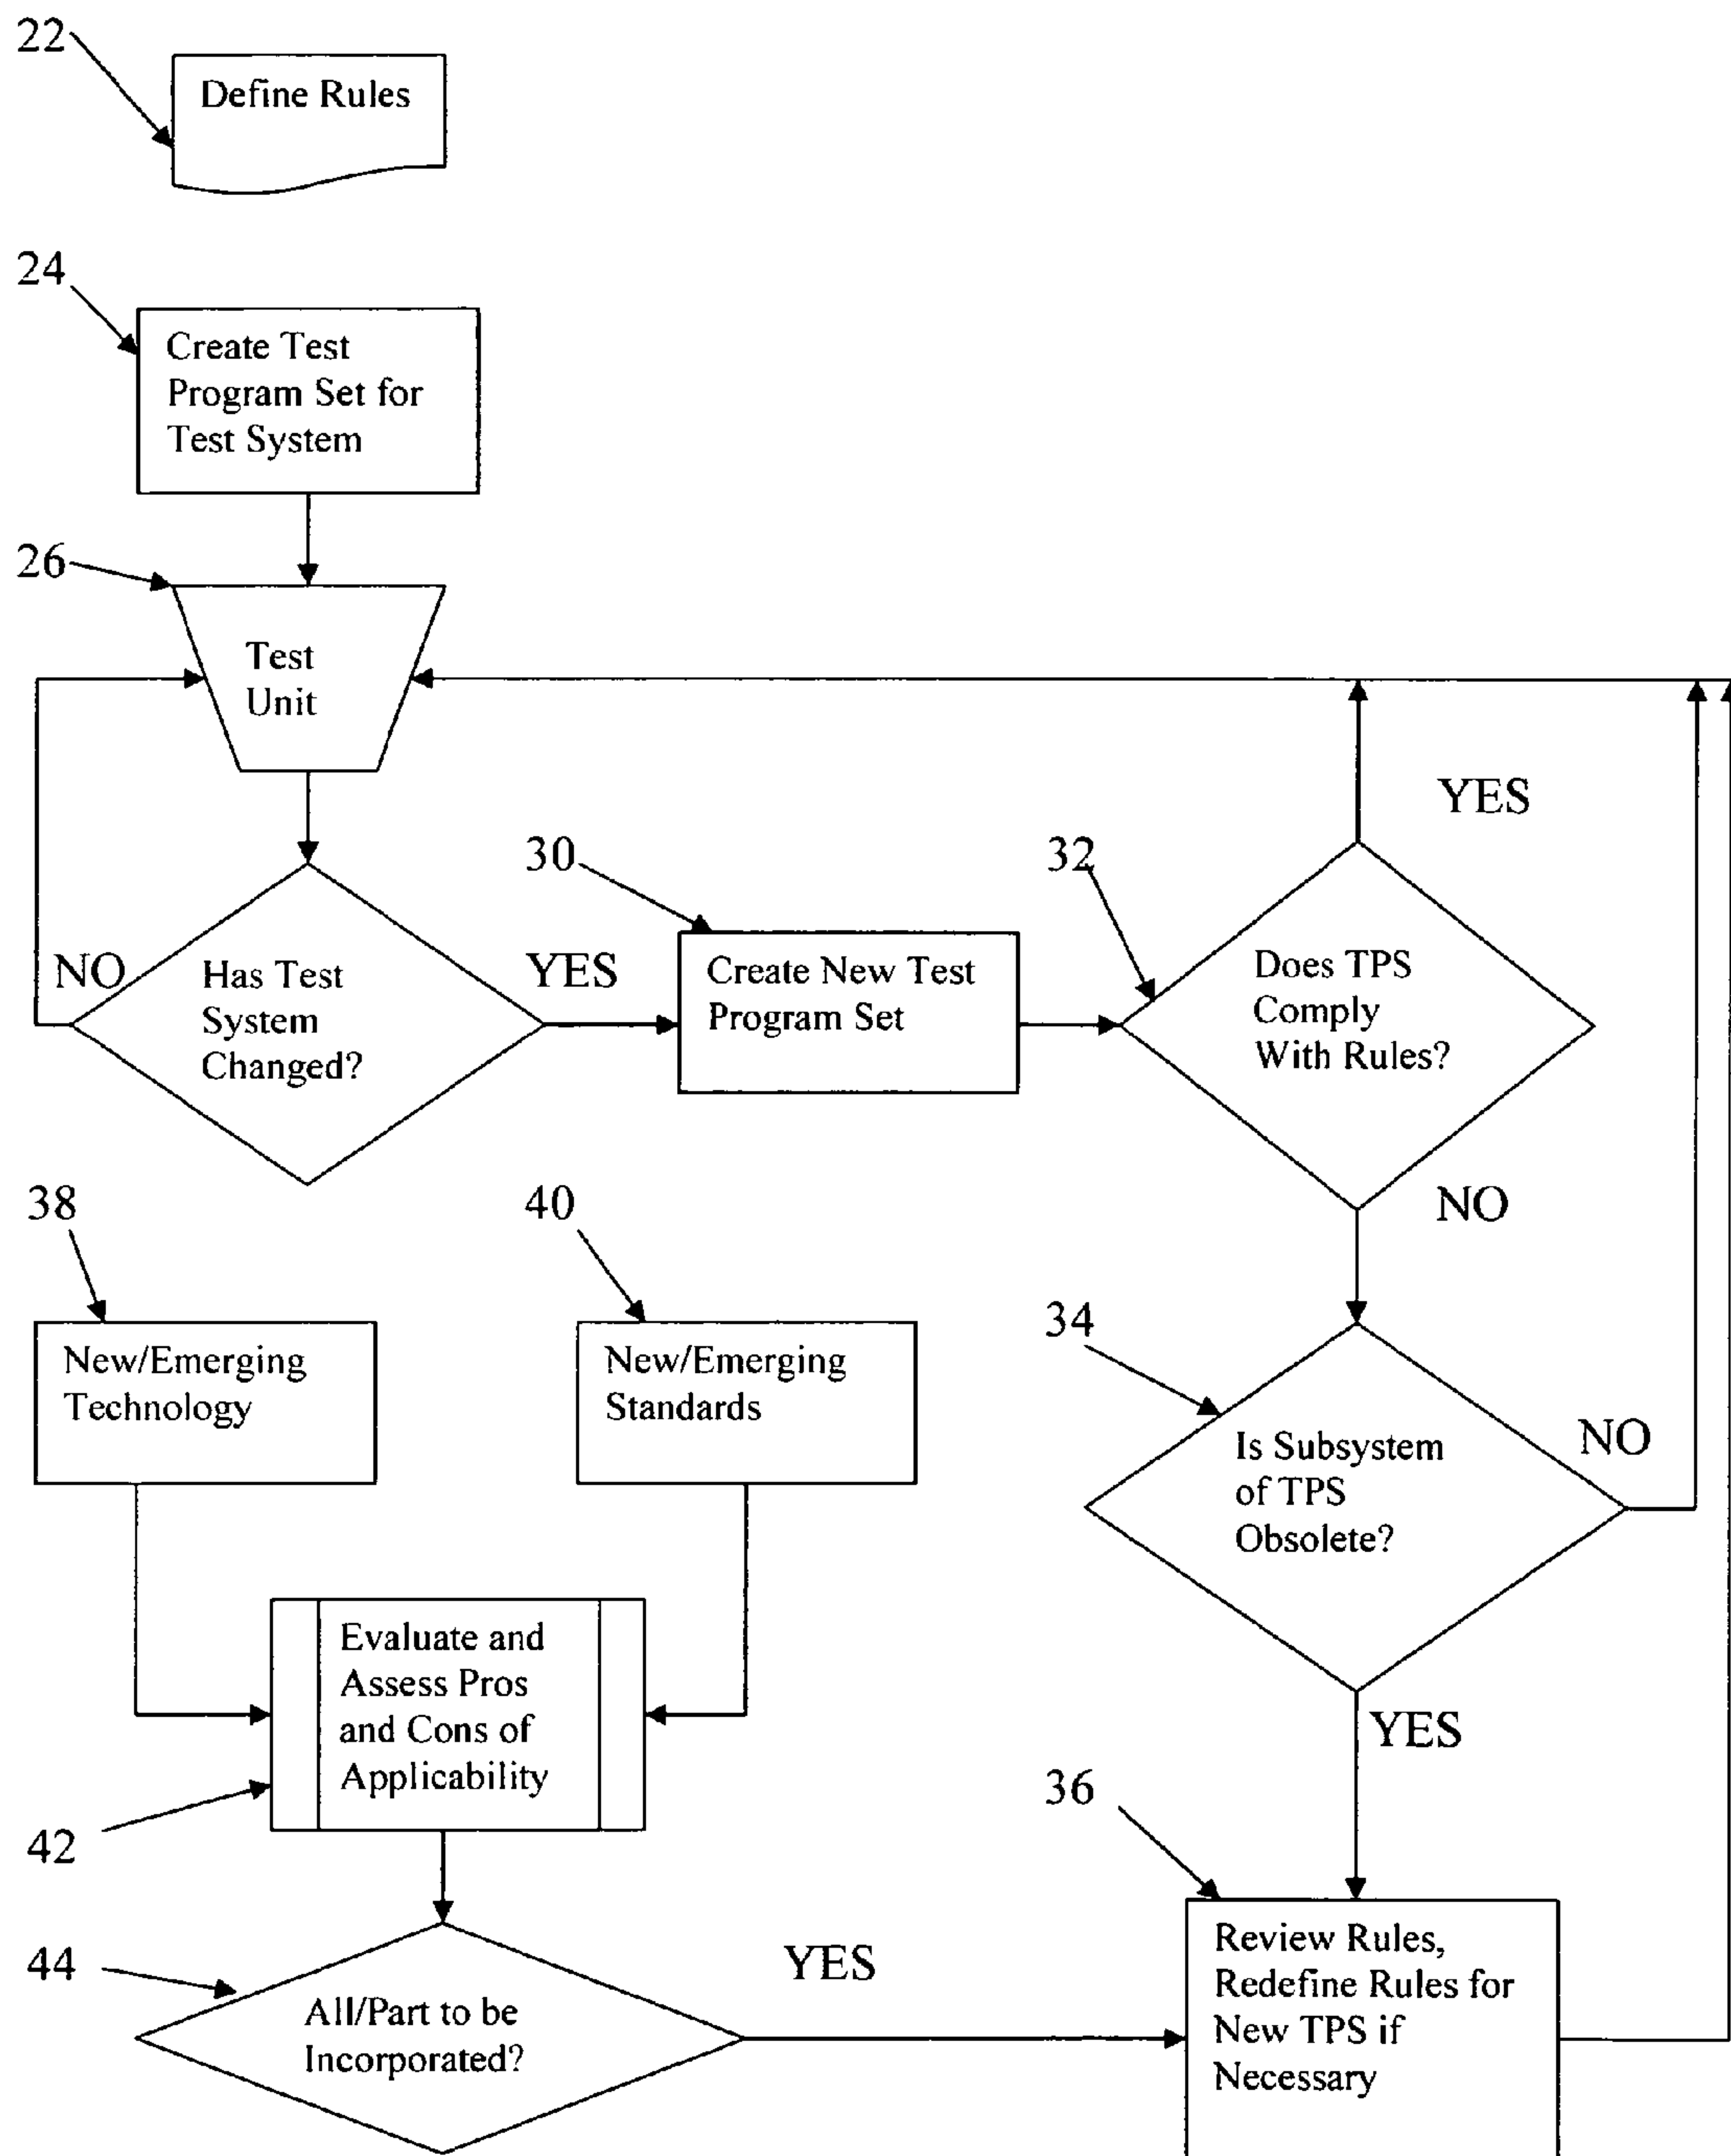 22
Define Rules
24
Create Test
Program Set for
Test System
26
Test
Unit
YES
30
32
NO
Has Test
System
Changed?
YES
Create New Test
Program Set
Does TPS
Comply
With Rules?
NO
38
40
34
New/Emerging
Technology
New/Emerging
Standards
Is Subsystem
of TPS
Obsolete?
NO
Evaluate and
Assess Pros
and Cons of
Applicability
YES
42
36
44
All/Part to be
Incorporated?
YES
Review Rules,
Redefine Rules for
New TPS if
Necessary